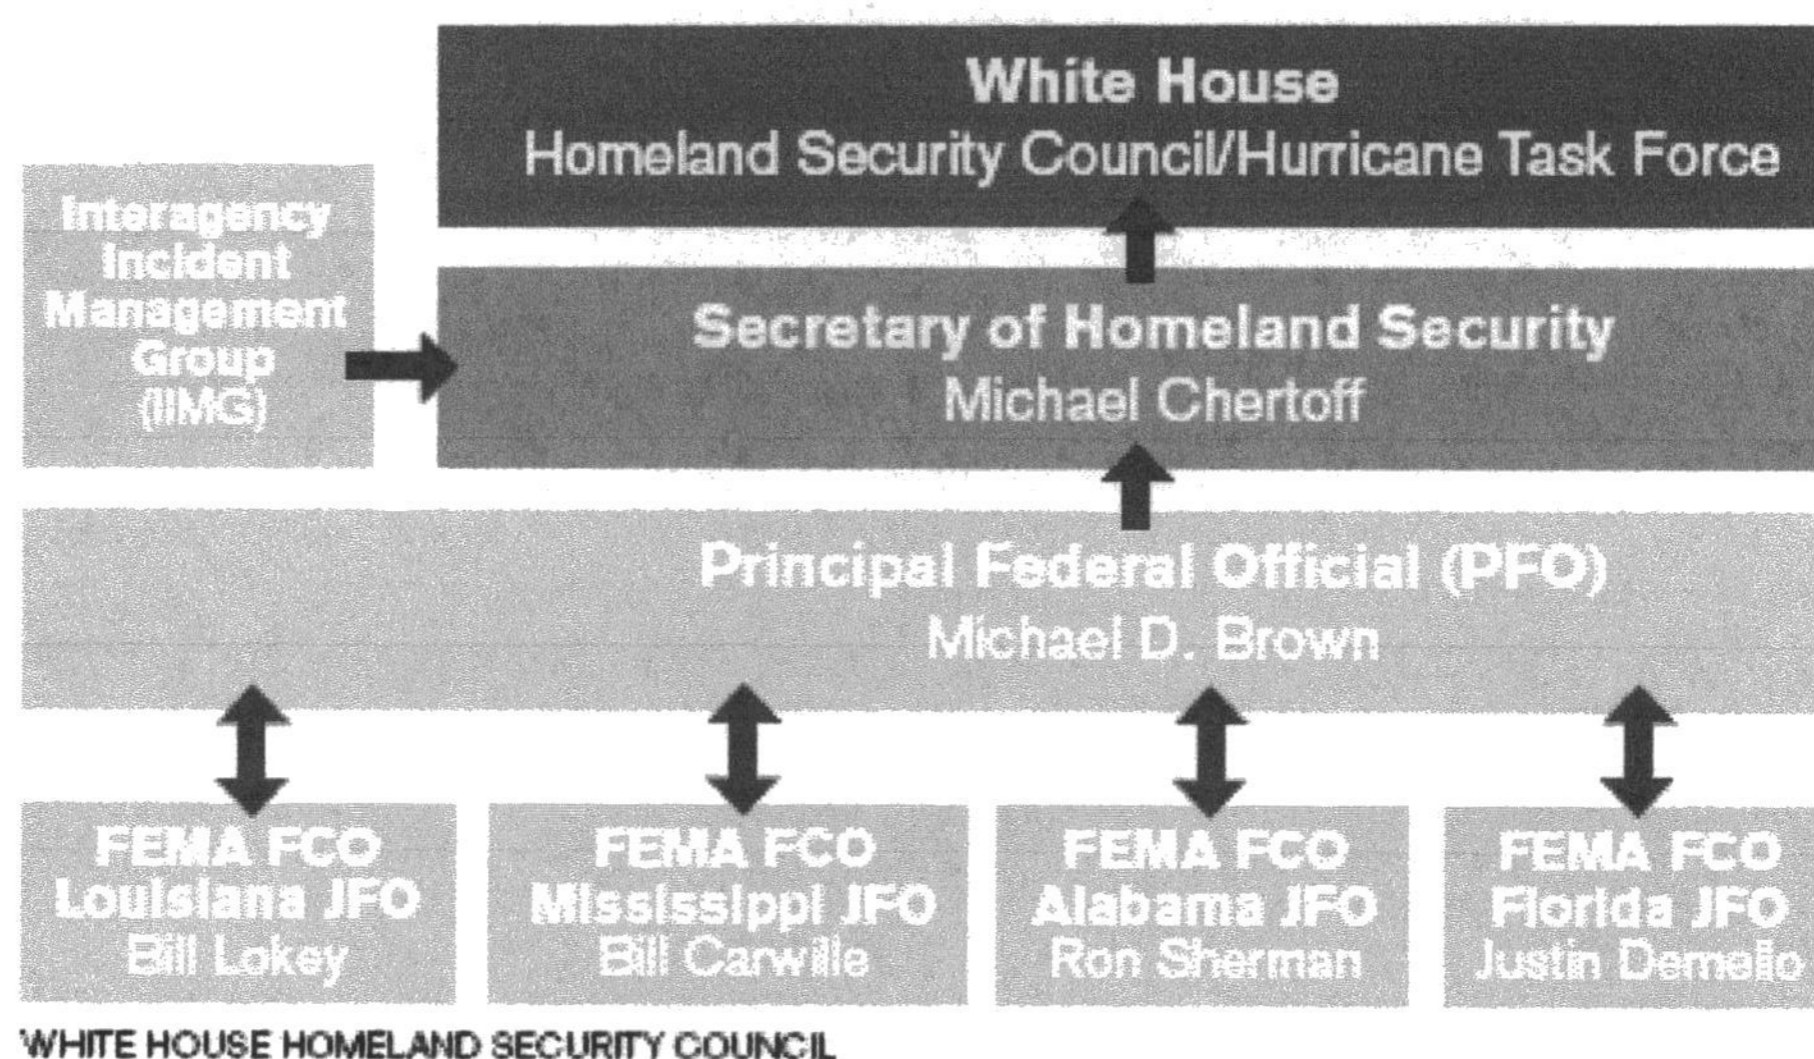 White House
Homeland Security Council/Hurricane Task Force
Interagency
Incident
Management
Group
(IIMG)
Secretary of Homeland Security
Michael Chertoff
Principal Federal Official (PFO)
Michael D. Brown
FEMA FCO
Louisiana JFO
Bill Lokey
FEMA FCO
Mississippi JFO
Bill Carwille
FEMA FCO
Alabama JFO
Ron Sherman
FEMA FCO
Florida JFO
Justin Demello
WHITE HOUSE HOMELAND SECURITY COUNCIL